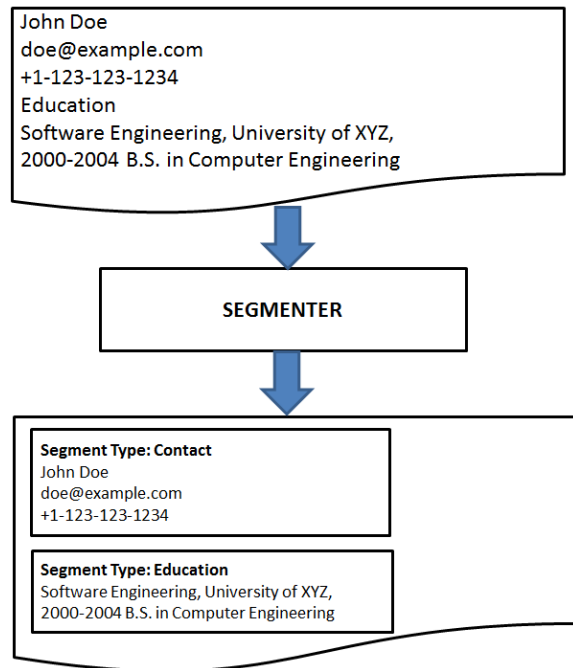 John Doe
doe@example.com
+1-123-123-1234
Education
Software Engineering, University of XYZ,
2000-2004 B.S. in Computer Engineering
SEGMENTER
Segment Type: Contact
John Doe
doe@example.com
+1-123-123-1234
Segment Type: Education
Software Engineering, University of XYZ,
2000-2004 B.S. in Computer Engineering